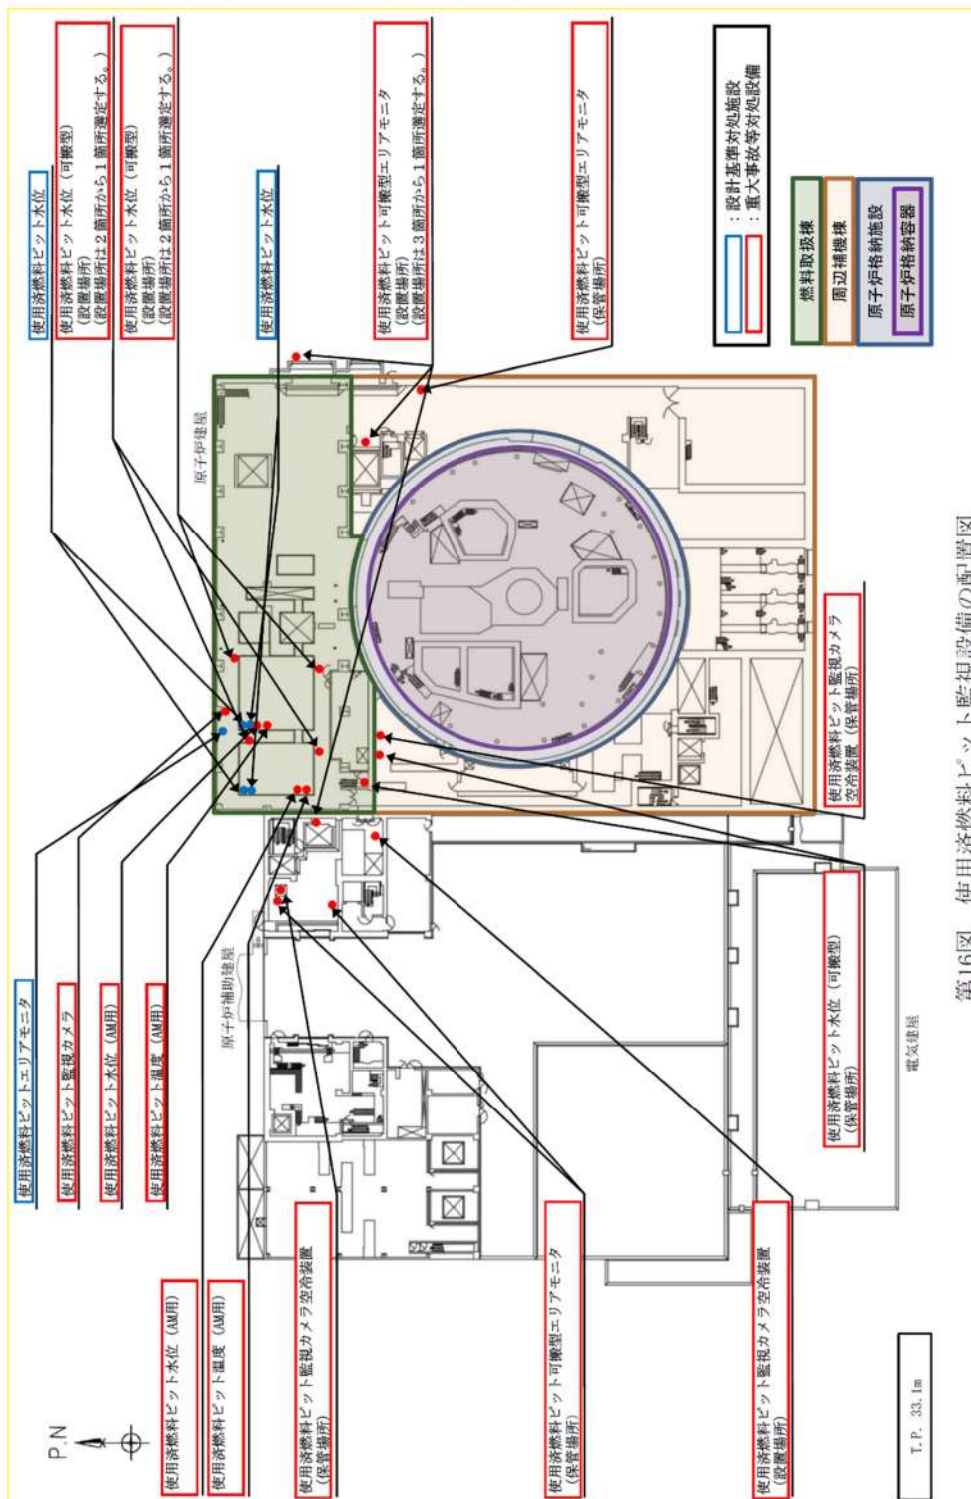 P.N
使用済燃料ピット水位 (AM用)
使用済燃料ピット温度 (AM用)
使用済燃料ピット監視カメラ空冷装置
(保管場所)
使用済燃料ピット可搬型エリアモニタ
(保管場所)
使用済燃料ピット監視カメラ空冷装置
(設置場所)
T.P. 33.1m
使用済燃料ピットエリアモニタ
使用済燃料ピット監視カメラ
使用済燃料ピット水位 (AM用)
使用済燃料ピット温度 (AM用)
原子炉補助建屋
使用済燃料ピット水位 (可搬型)
(保管場所)
電気建屋
使用済燃料ピット監視カメラ
空冷装置 (保管場所)
原子炉建屋
使用済燃料ピット水位
使用済燃料ピット水位 (可搬型)
(設置場所)
(設置場所は2箇所から1箇所選定する。)
使用済燃料ピット水位 (可搬型)
(設置場所)
(設置場所は2箇所から1箇所選定する。)
使用済燃料ピット水位
使用済燃料ピット可搬型エリアモニタ
(設置場所)
(設置場所は3箇所から1箇所選定する。)
使用済燃料ピット可搬型エリアモニタ
(保管場所)
：設計基準対処施設
：重大事故等対処設備
燃料取扱棟
周辺補機棟
原子炉格納施設
原子炉格納容器
第16図 使用済燃料ピット監視設備の配置図